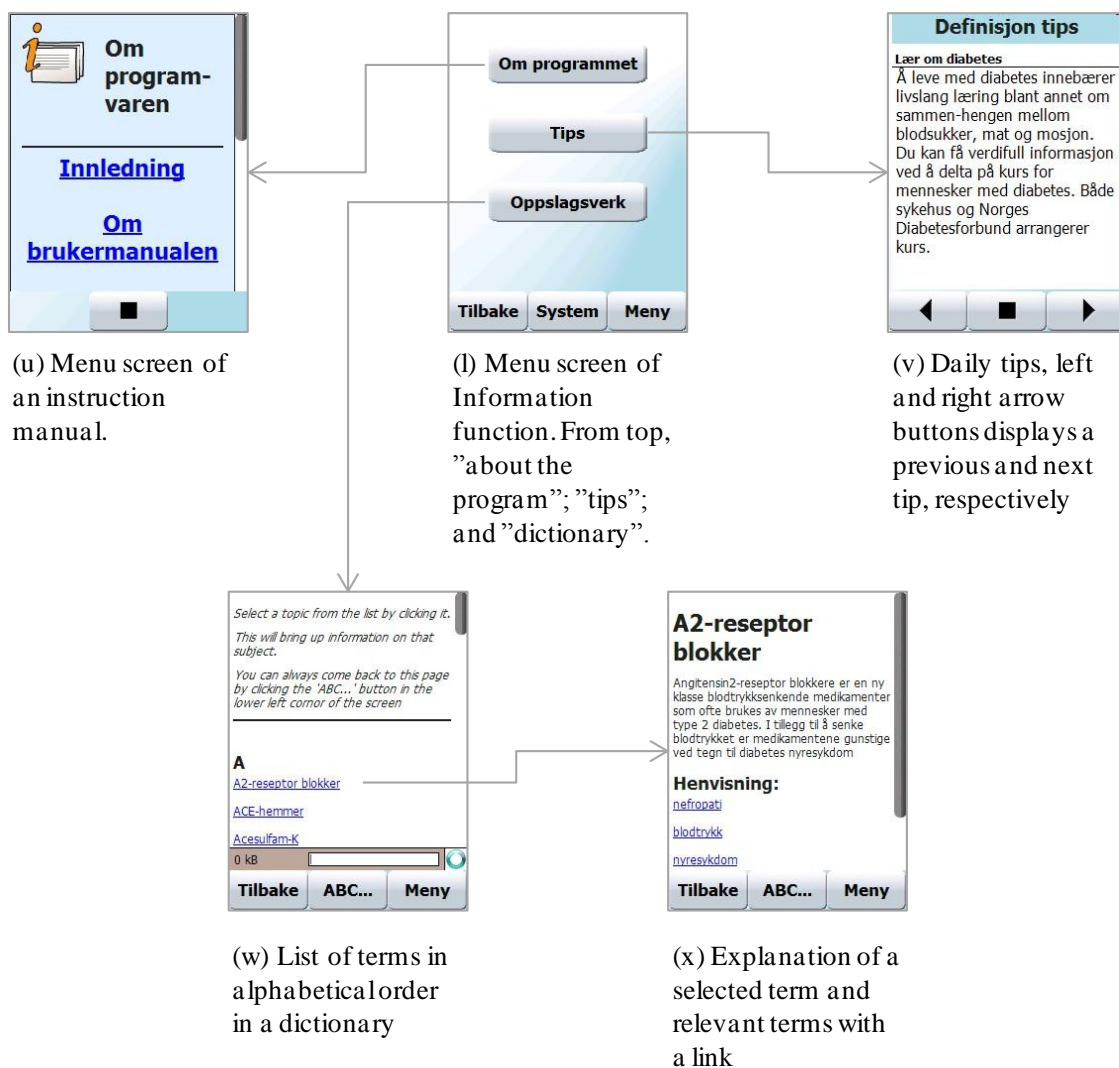 Om
program-
varen
Innledning
Om
brukermanualen
(u) Menu screen of
an instruction
manual.
Om programmet
Tips
Oppslagsverk
Tilbake System Meny
(l) Menu screen of
Information
function. From top,
”about the
program”; ”tips”;
and ”dictionary”.
Definisjon tips
Lær om diabetes
Å leve med diabetes innebærer
livslang læring blant annet om
sammen-hengen mellom
blodsukker, mat og mosjon.
Du kan få verdifull informasjon
ved å delta på kurs for
mennesker med diabetes. Både
sykehus og Norges
Diabetesforbund arrangerer
kurs.
(v) Daily tips, left
and right arrow
buttons displays a
previous and next
tip, respectively
Select a topic from the list by clicking it.
This will bring up information on that
subject.
You can always come back to this page
by clicking the 'ABC...' button in the
lower left cornor of the screen
A
A2-reseptor blokker
ACE-hemmer
Acesulfam-K
0 kB
Tilbake ABC... Meny
(w) List of terms in
alphabetical order
in a dictionary
A2-reseptor
blokker
Angitensin2-reseptor blokkere er en ny
klasse blodtrykksenkende medikamenter
som ofte brukes av mennesker med
type 2 diabetes. I tillegg til å senke
blodtrykket er medikamentene gunstige
ved tegn til diabetes nyresykdom
Henvisning:
nefropati
blodtrykk
nyresykdom
Tilbake ABC... Meny
(x) Explanation of a
selected term and
relevant terms with
a link